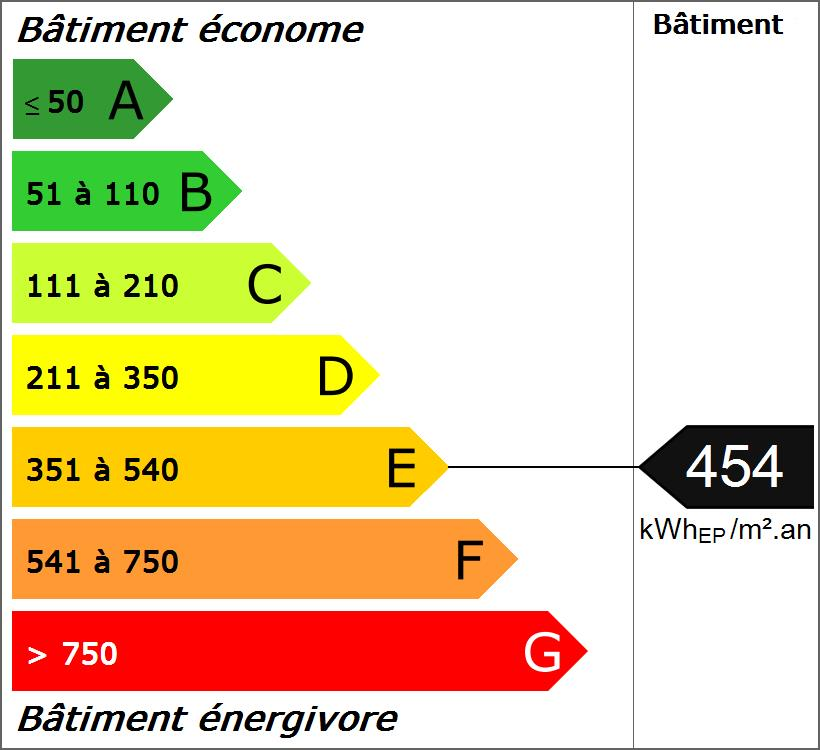 Bâtiment économe
Bâtiment
≤ 50 A
51 à 110 B
111 à 210 C
211 à 350 D
351 à 540 E
454
kWhEP/m².an
541 à 750 F
> 750 G
Bâtiment énergivore